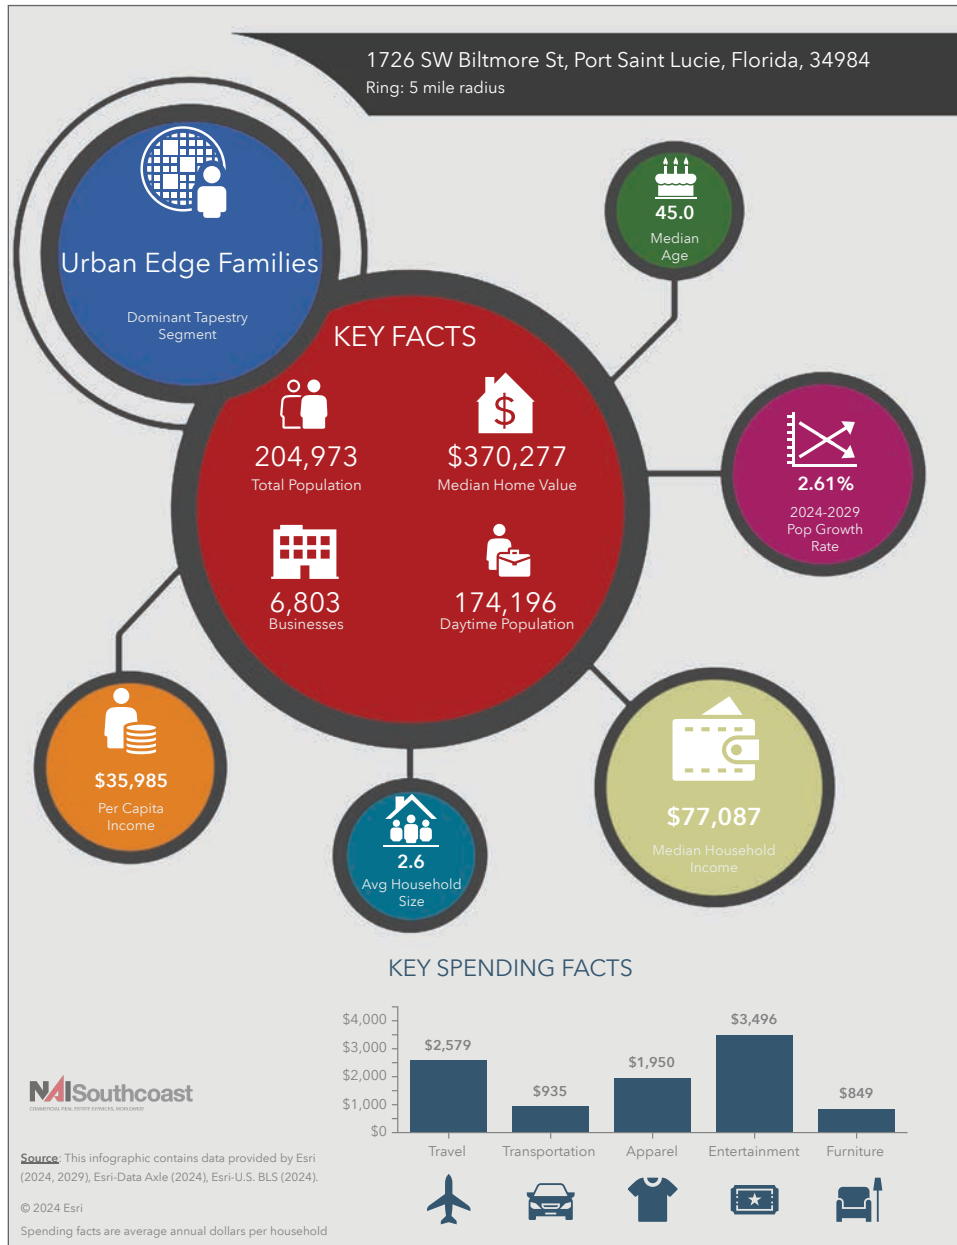 1726 SW Biltmore St, Port Saint Lucie, Florida, 34984
Ring: 5 mile radius
Urban Edge Families
Dominant Tapestry
Segment
45.0
Median
Age
KEY FACTS
204,973
Total Population
$370,277
Median Home Value
6,803
Businesses
174,196
Daytime Population
2.61%
2024-2029
Pop Growth
Rate
$35,985
Per Capita
Income
2.6
Avg Household
Size
$77,087
Median Household
Income
KEY SPENDING FACTS
$4,000
$3,000
$2,000
$1,000
$0
$2,579
$935
$1,950
$3,496
$849
Travel
Transportation
Apparel
Entertainment
Furniture
NAISouthcoast
COMMERCIAL REAL ESTATE SERVICES, WORLDWIDE
Source: This infographic contains data provided by Esri
(2024, 2029), Esri-Data Axle (2024), Esri-U.S. BLS (2024).
© 2024 Esri
Spending facts are average annual dollars per household